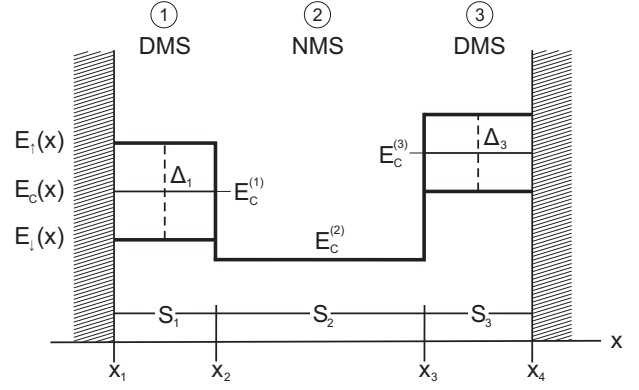 ① ② ③
DMS NMS DMS
E↑(x)
Δ₁
Δ₃
E_C^(3)
E_C(x)
E_C^(1)
E↓(x)
E_C^(2)
S₁ S₂ S₃
x
x₁ x₂ x₃ x₄